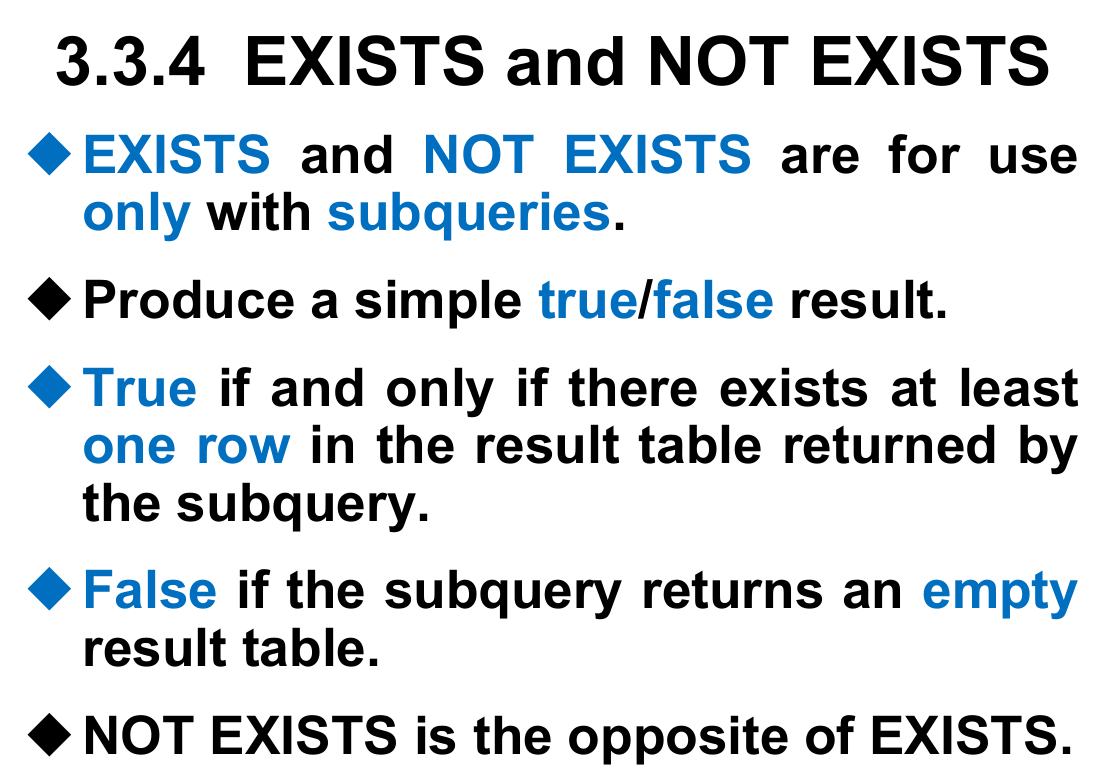 3.3.4 EXISTS and NOT EXISTS
◆ EXISTS and NOT EXISTS are for use
only with subqueries.
◆ Produce a simple true/false result.
◆ True if and only if there exists at least
one row in the result table returned by
the subquery.
◆ False if the subquery returns an empty
result table.
◆ NOT EXISTS is the opposite of EXISTS.